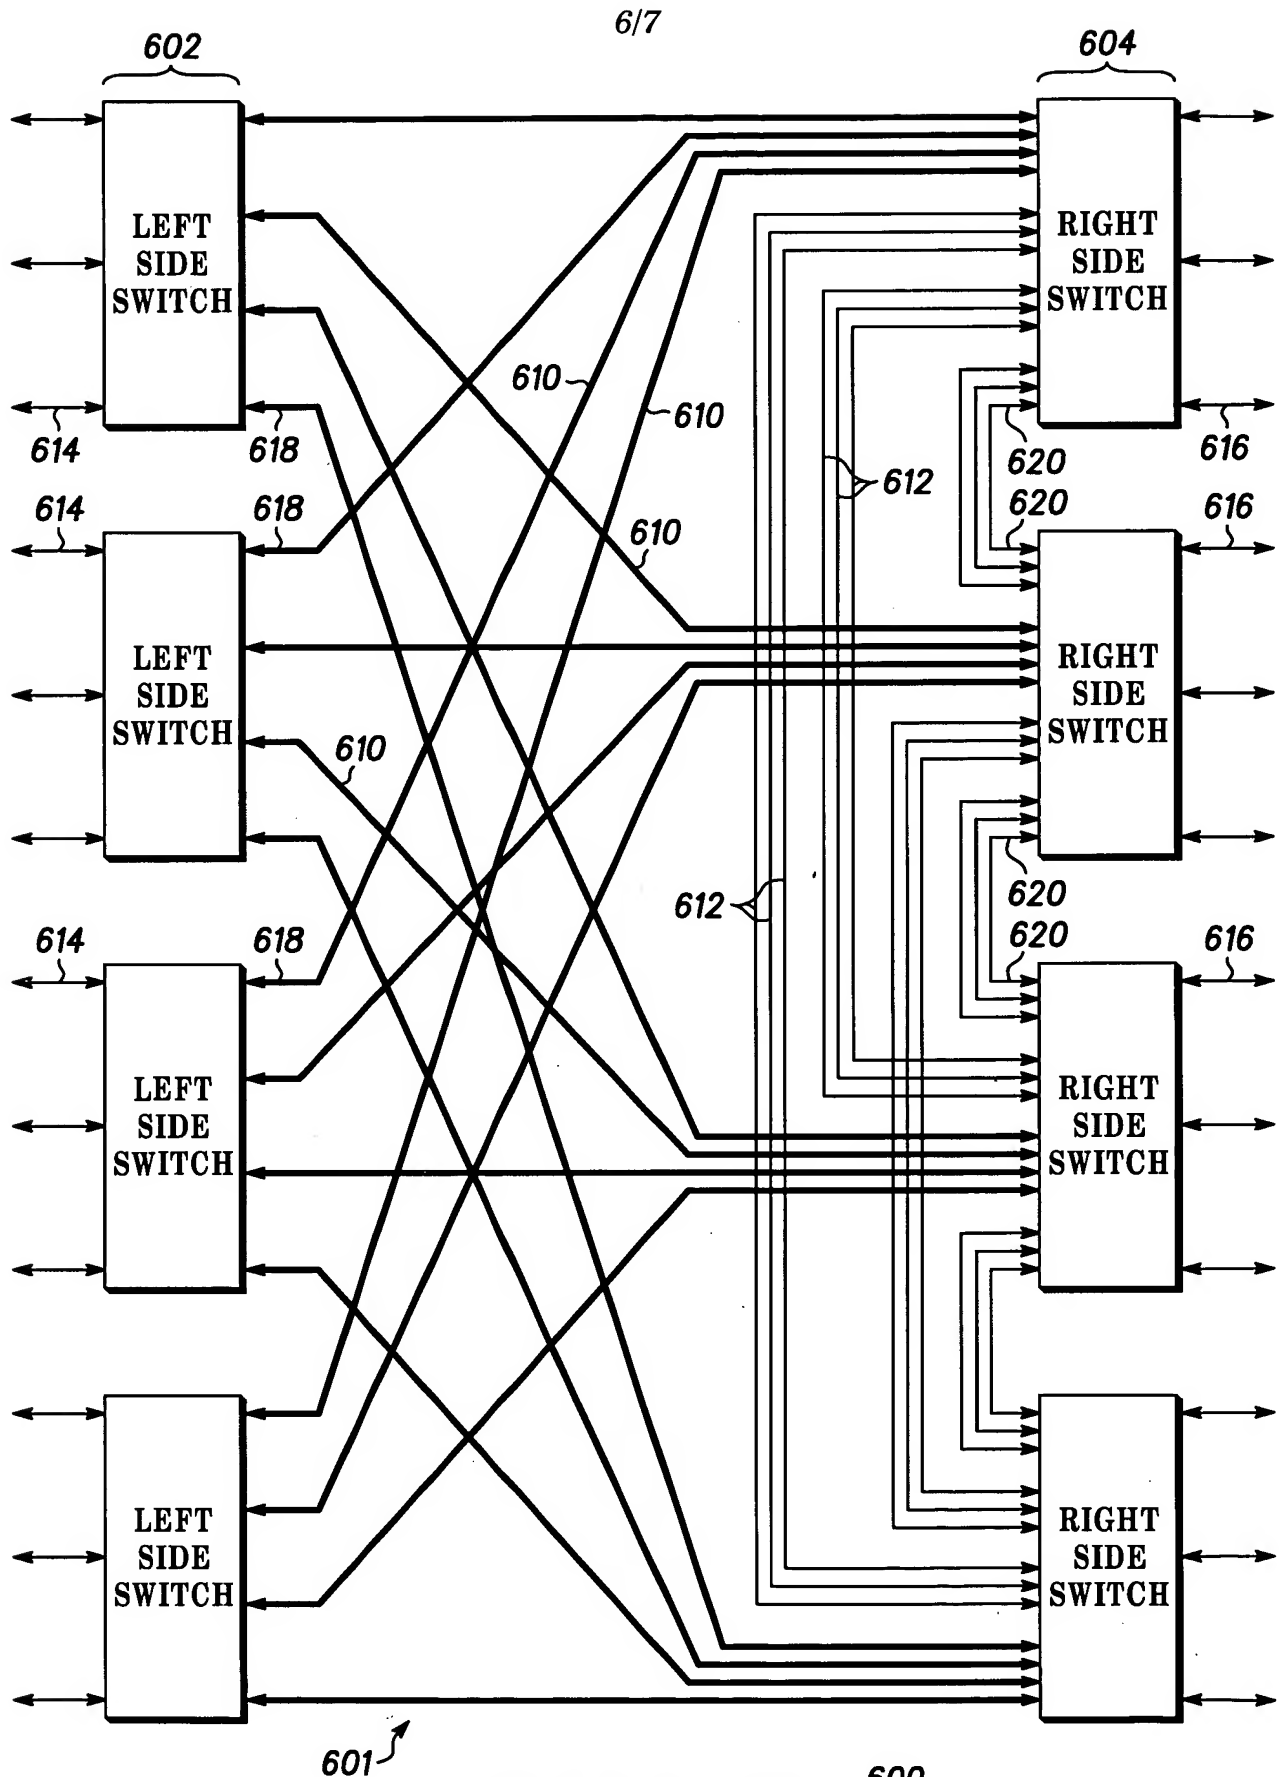 6/7
602
604
LEFT
SIDE
SWITCH
RIGHT
SIDE
SWITCH
610
610
614
618
620
616
612
614
618
620
616
610
LEFT
SIDE
SWITCH
RIGHT
SIDE
SWITCH
610
620
612
614
618
620
616
LEFT
SIDE
SWITCH
RIGHT
SIDE
SWITCH
LEFT
SIDE
SWITCH
RIGHT
SIDE
SWITCH
601